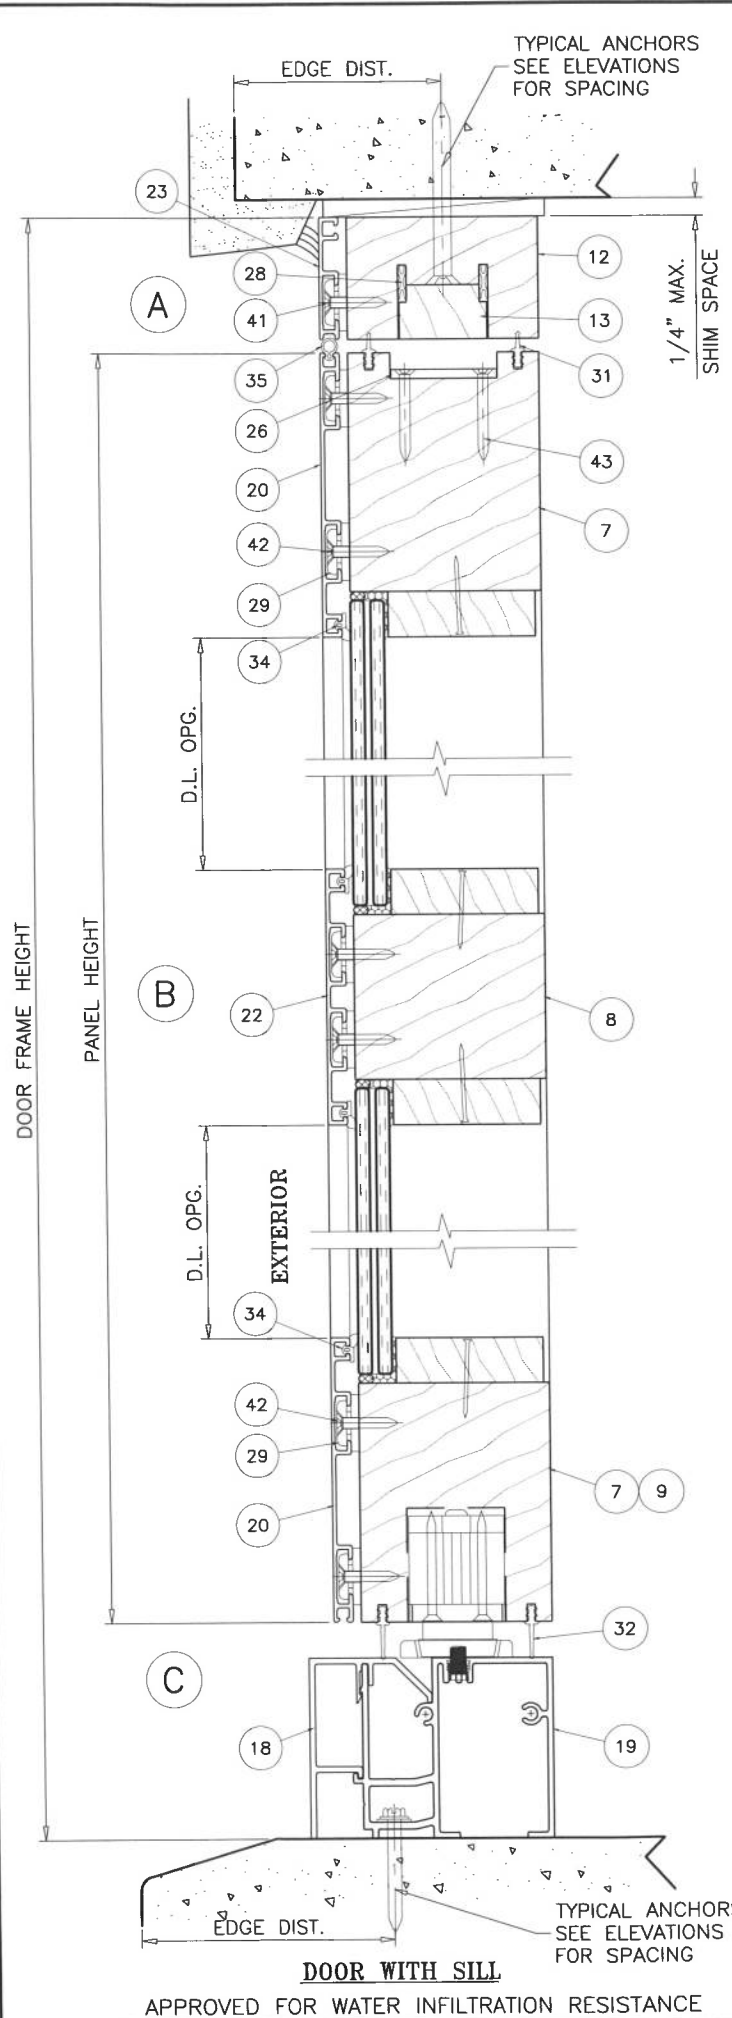 TYPICAL ANCHORS
SEE ELEVATIONS
FOR SPACING
EDGE DIST.
23
12
28
A
41
13
1/4" MAX.
SHIM SPACE
35
31
26
43
20
7
42
29
34
D.L. OPG.
DOOR FRAME HEIGHT
PANEL HEIGHT
B
22
8
D.L. OPG.
EXTERIOR
34
42
29
7
9
20
32
C
18
19
EDGE DIST.
TYPICAL ANCHORS
SEE ELEVATIONS
FOR SPACING
DOOR WITH SILL
APPROVED FOR WATER INFILTRATION RESISTANCE